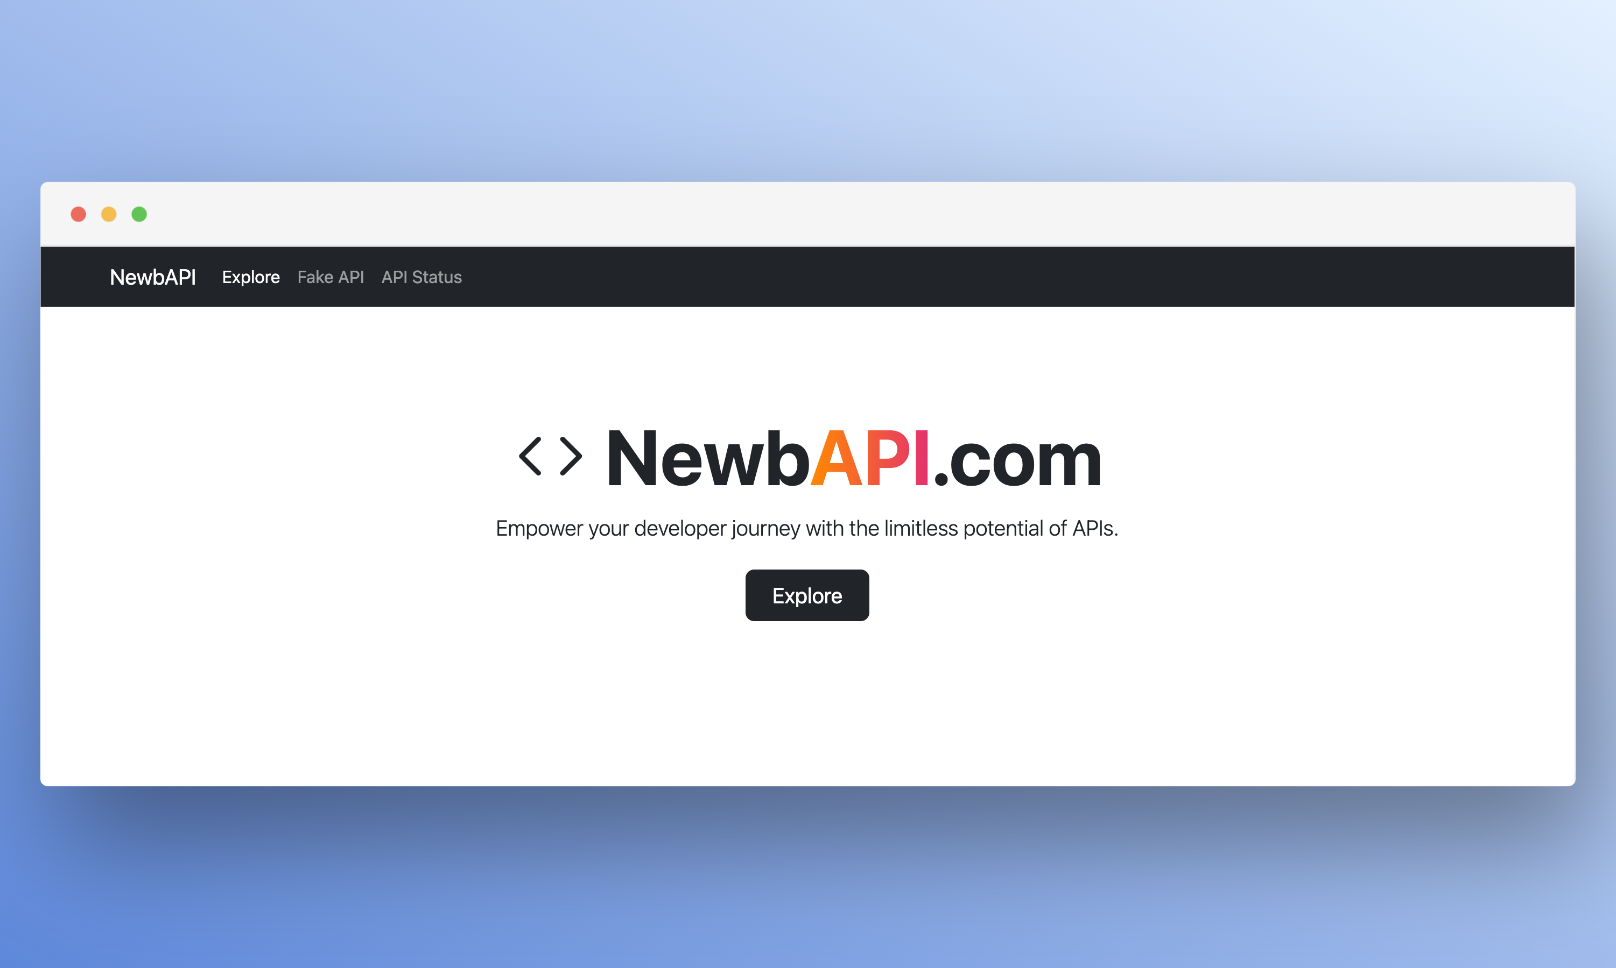 NewbAPI Explore Fake API API Status
< > NewbAPI.com
Empower your developer journey with the limitless potential of APIs.
Explore